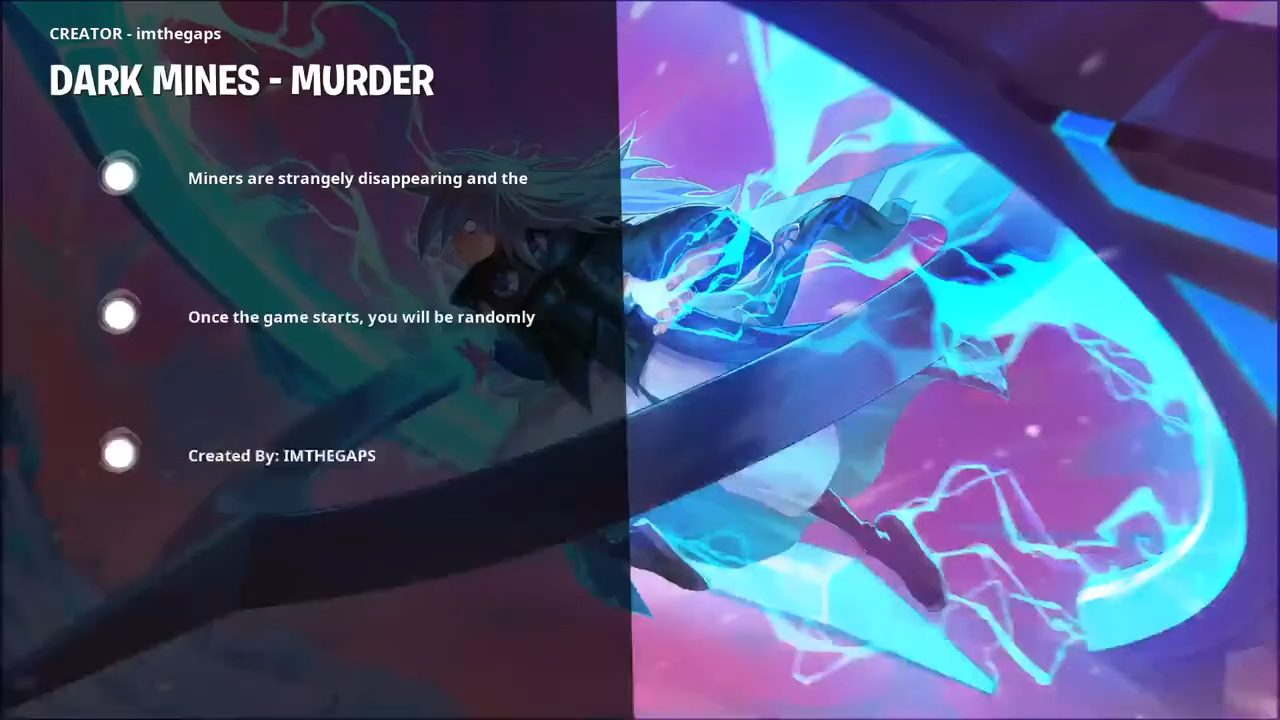 CREATOR - imthegaps
DARK MINES - MURDER
Miners are strangely disappearing and the
Once the game starts, you will be randomly
Created By: IMTHEGAPS